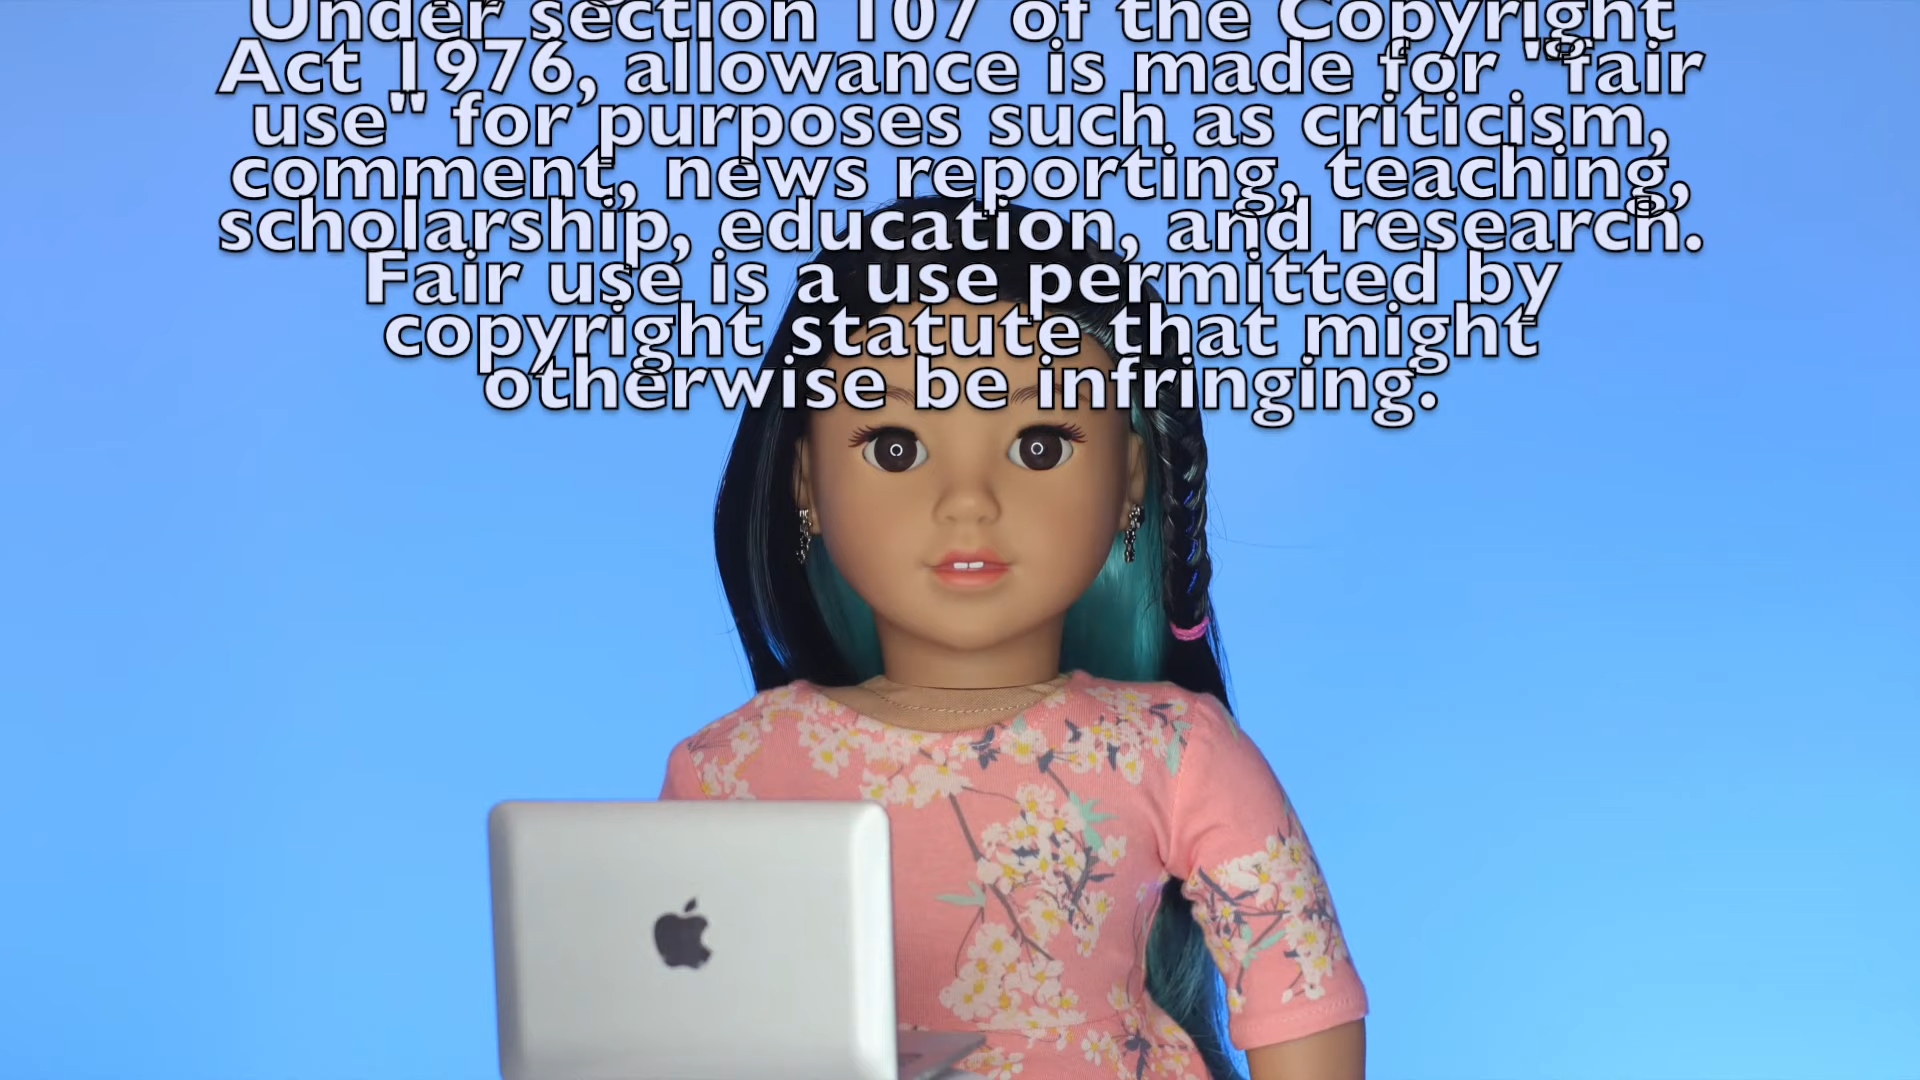 Under section 107 of the Copyright
Act 1976, allowance is made for "fair
use" for purposes such as criticism,
comment, news reporting, teaching,
scholarship, education, and research.
Fair use is a use permitted by
copyright statute that might
otherwise be infringing.